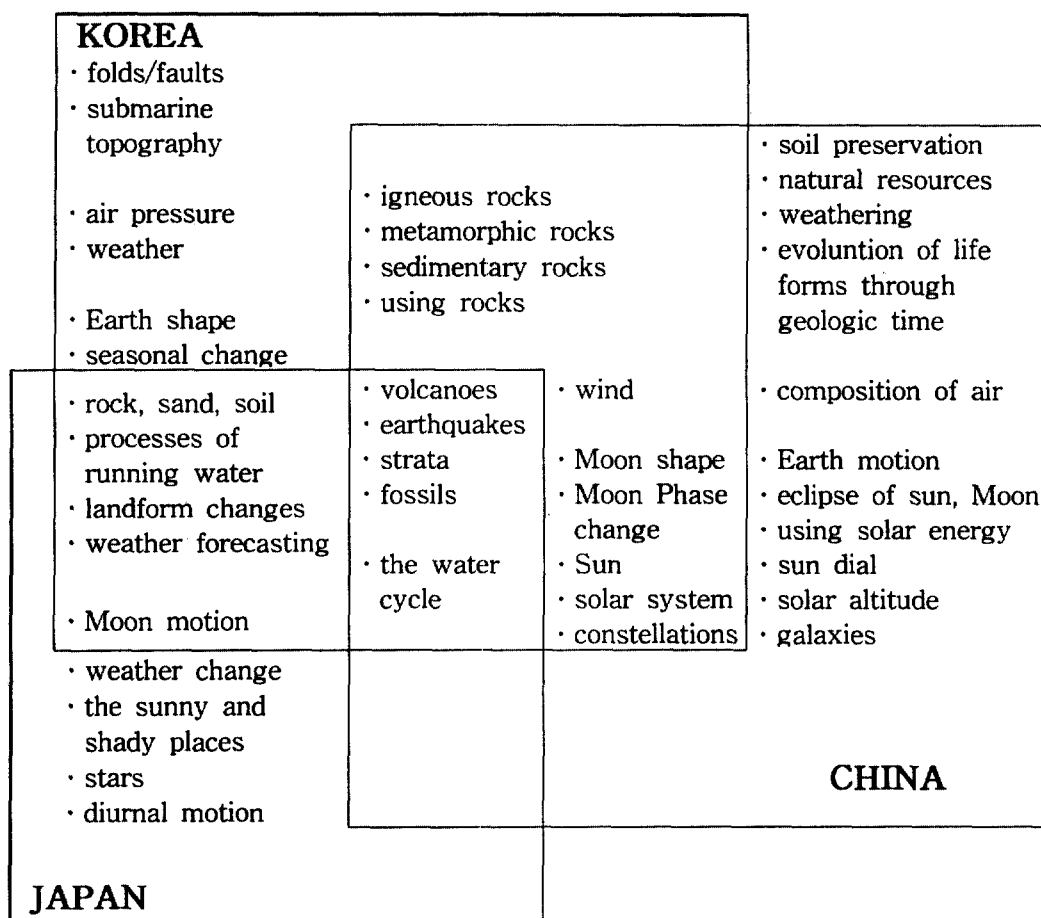 KOREA
· folds/faults
· submarine
topography
· air pressure
· weather
· Earth shape
· seasonal change
· igneous rocks
· metamorphic rocks
· sedimentary rocks
· using rocks
· soil preservation
· natural resources
· weathering
· evoluntion of life
forms through
geologic time
· composition of air
· Earth motion
· eclipse of sun, Moon
· using solar energy
· sun dial
· solar altitude
· galaxies
· rock, sand, soil
· processes of
running water
· landform changes
· weather forecasting
· Moon motion
· volcanoes
· earthquakes
· strata
· fossils
· the water
cycle
· wind
· Moon shape
· Moon Phase
change
· Sun
· solar system
· constellations
· weather change
· the sunny and
shady places
· stars
· diurnal motion
CHINA
JAPAN